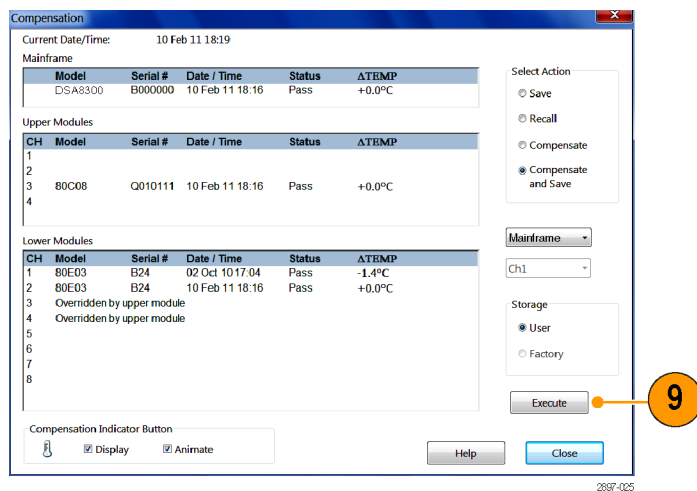 Compensation
Current Date/Time: 10 Feb 11 18:19
Mainframe
Model Serial # Date / Time Status ΔTEMP
DSA8300 B000000 10 Feb 11 18:16 Pass +0.0°C
Upper Modules
CH Model Serial # Date / Time Status ΔTEMP
1
2
3 80C08 Q010111 10 Feb 11 18:16 Pass +0.0°C
4
Lower Modules
CH Model Serial # Date / Time Status ΔTEMP
1 80E03 B24 02 Oct 10 17:04 Pass -1.4°C
2 80E03 B24 10 Feb 11 18:16 Pass +0.0°C
3 Overridden by upper module
4 Overridden by upper module
5
6
7
8
Select Action
Save
Recall
Compensate
Compensate
and Save
Mainframe
Ch1
Storage
User
Factory
Execute
9
Compensation Indicator Button
Display Animate
Help Close
2897-025